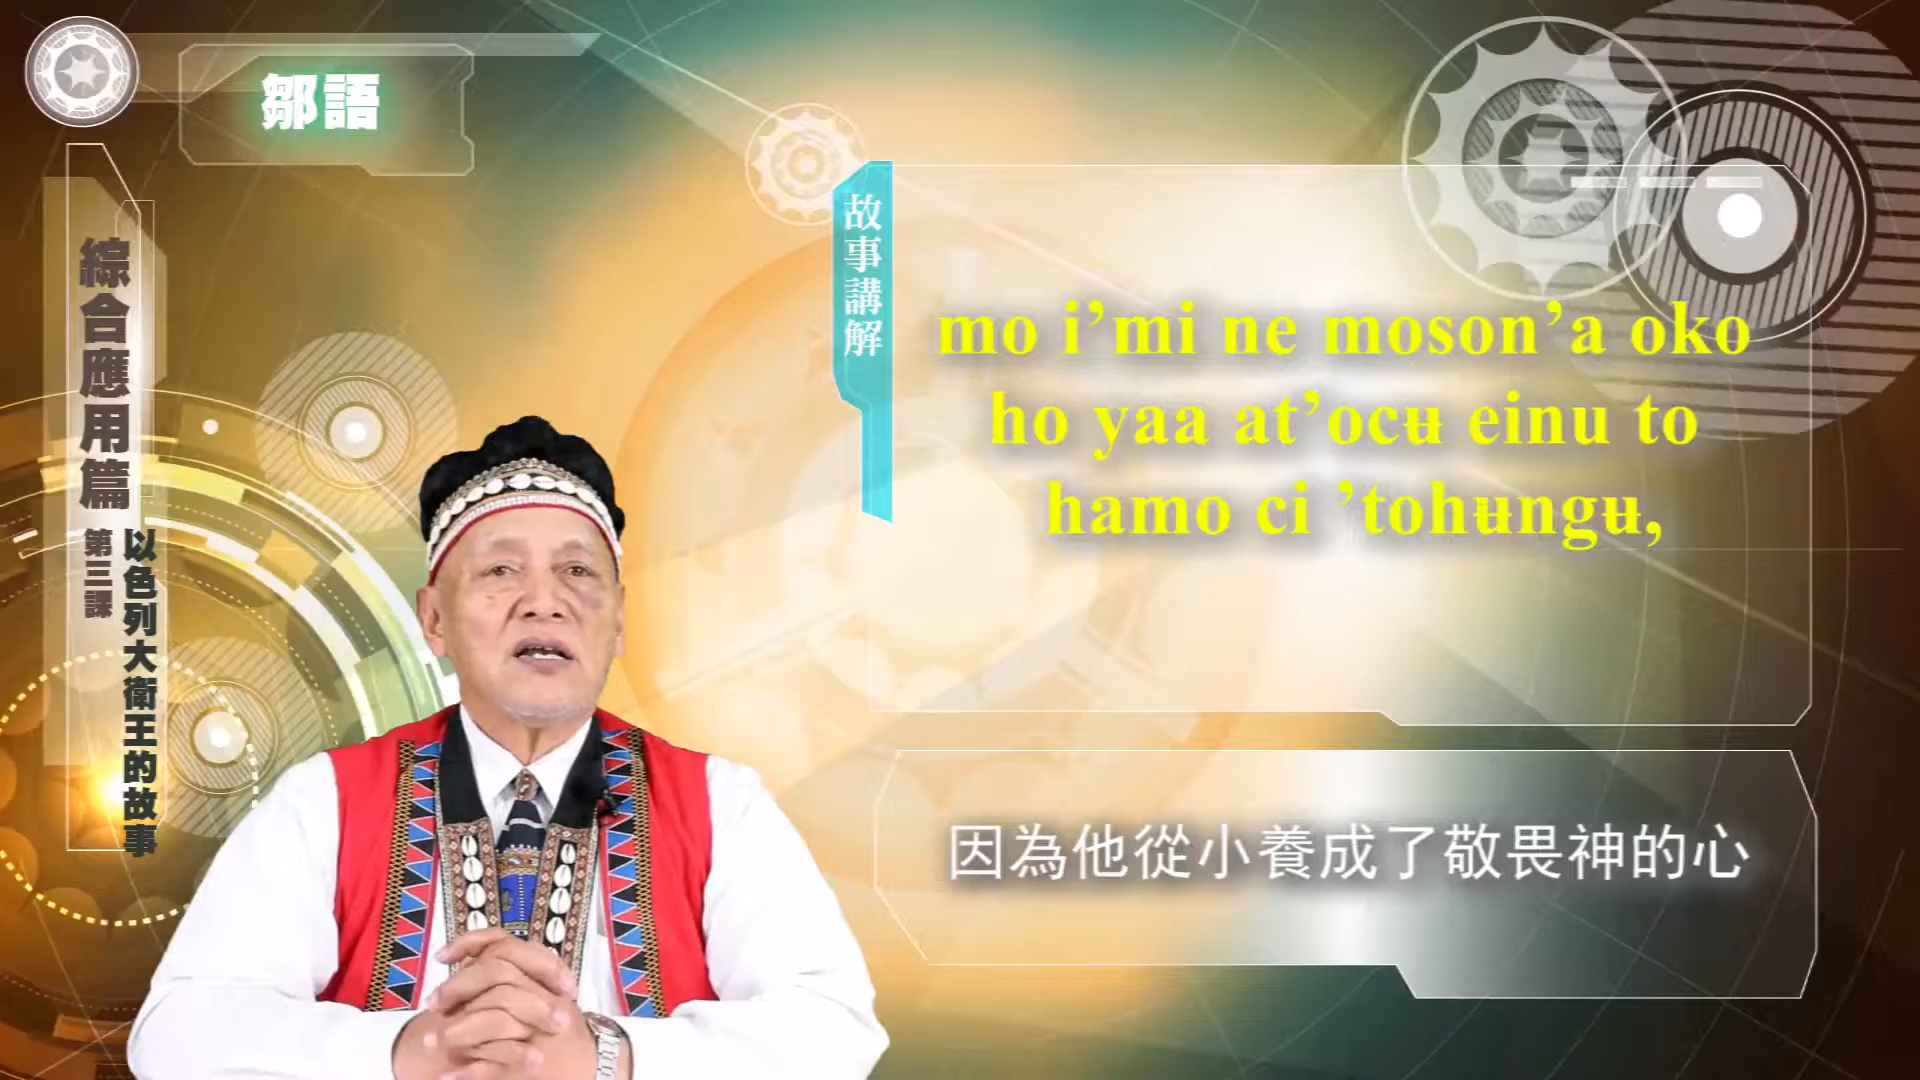 鄒語
綜合應用篇
第三課
以色列大衛王的故事
故事講解
mo i’mi ne moson’a oko
ho yaa at’ocʉ einu to
hamo ci ’tohʉngʉ,
因為他從小養成了敬畏神的心